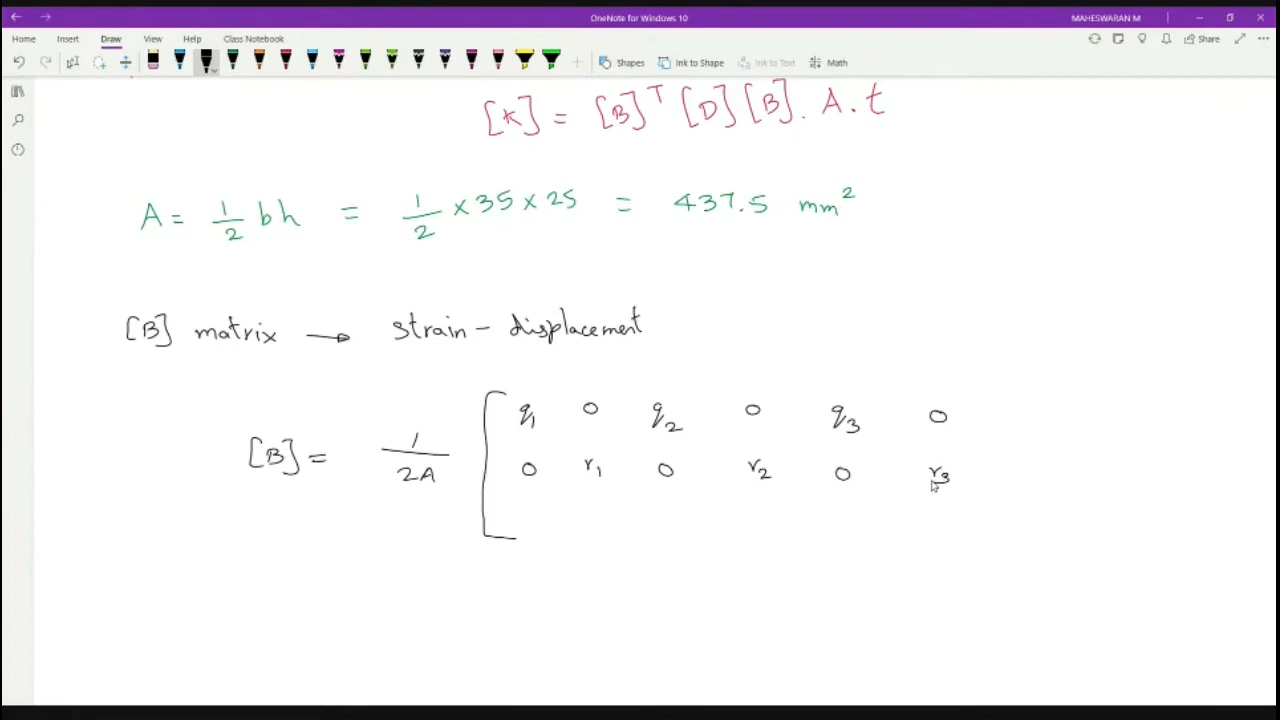 OneNote for Windows 10
MAHESWARAN M
Home Insert Draw View Help Class Notebook
Share
Shapes Ink to Shape Ink to Text Math
[K] = [B]ᵀ [D] [B]. A. t
A = 1/2 bh = 1/2 × 35 × 25 = 437.5 mm²
[B] matrix → strain - displacement
[B] = 1/2A [ q₁ 0 q₂ 0 q₃ 0
0 r₁ 0 r₂ 0 r₃